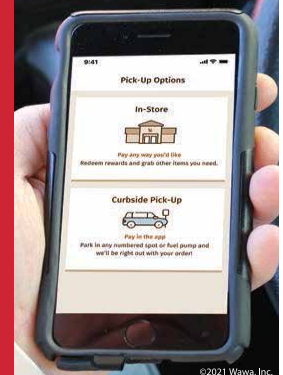 9:41
Pick-Up Options
In-Store
Pay any way you'd like
Redeem rewards and grab other items you need.
Curbside Pick-Up
Pay in the app
Park in any numbered spot or fuel pump and
we'll be right out with your order!
©2021 Wawa, Inc.